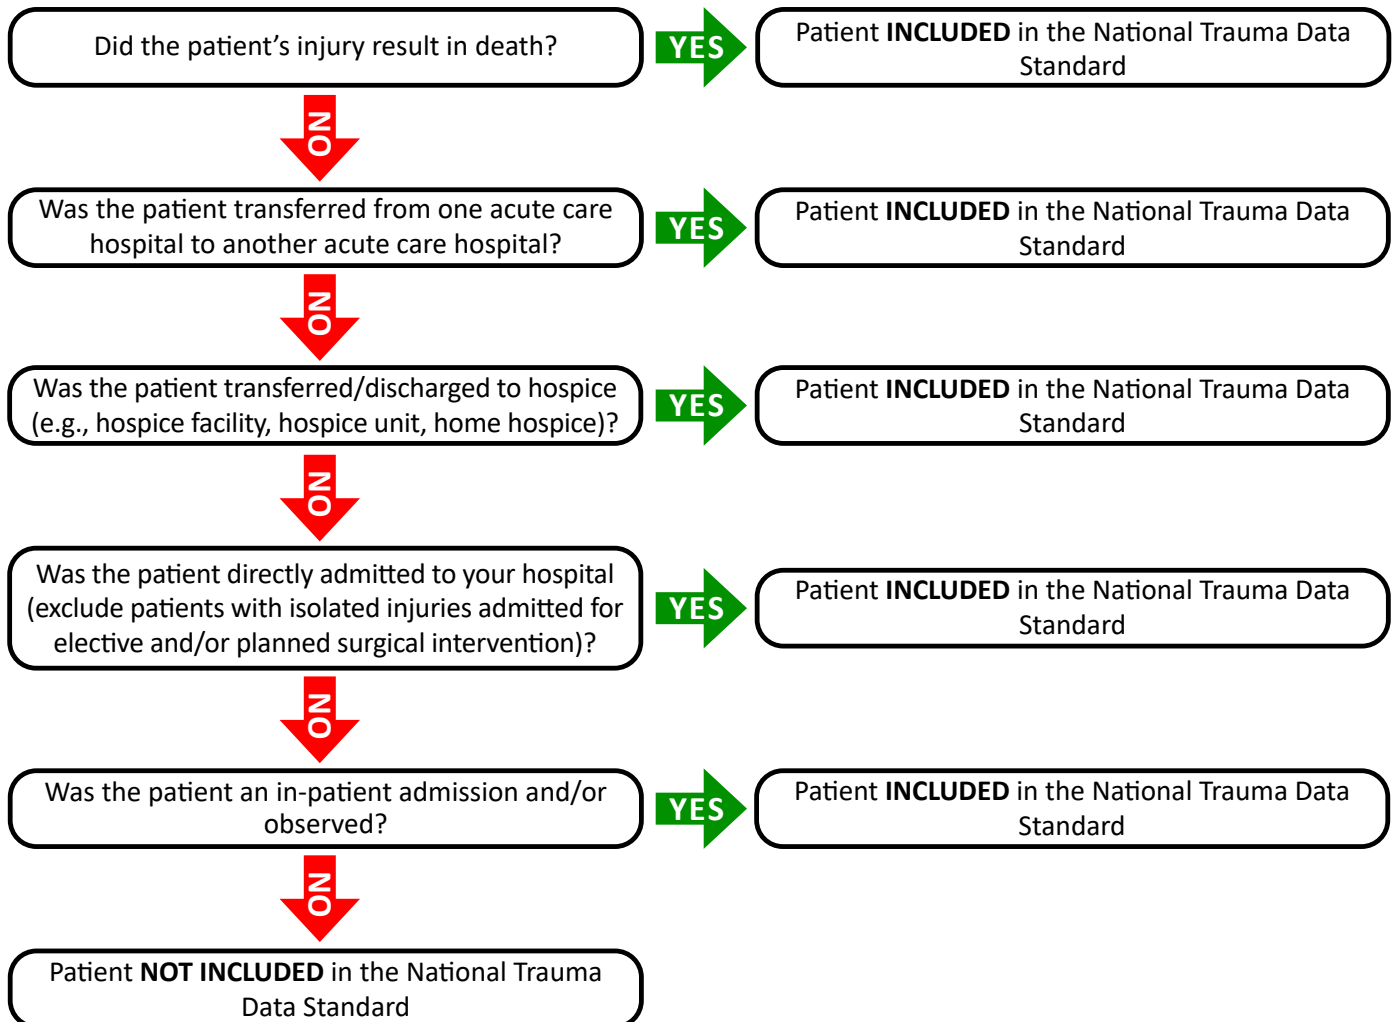 Did the patient’s injury result in death?
YES
Patient INCLUDED in the National Trauma Data
Standard
NO
Was the patient transferred from one acute care
hospital to another acute care hospital?
YES
Patient INCLUDED in the National Trauma Data
Standard
NO
Was the patient transferred/discharged to hospice
(e.g., hospice facility, hospice unit, home hospice)?
YES
Patient INCLUDED in the National Trauma Data
Standard
NO
Was the patient directly admitted to your hospital
(exclude patients with isolated injuries admitted for
elective and/or planned surgical intervention)?
YES
Patient INCLUDED in the National Trauma Data
Standard
NO
Was the patient an in-patient admission and/or
observed?
YES
Patient INCLUDED in the National Trauma Data
Standard
NO
Patient NOT INCLUDED in the National Trauma
Data Standard